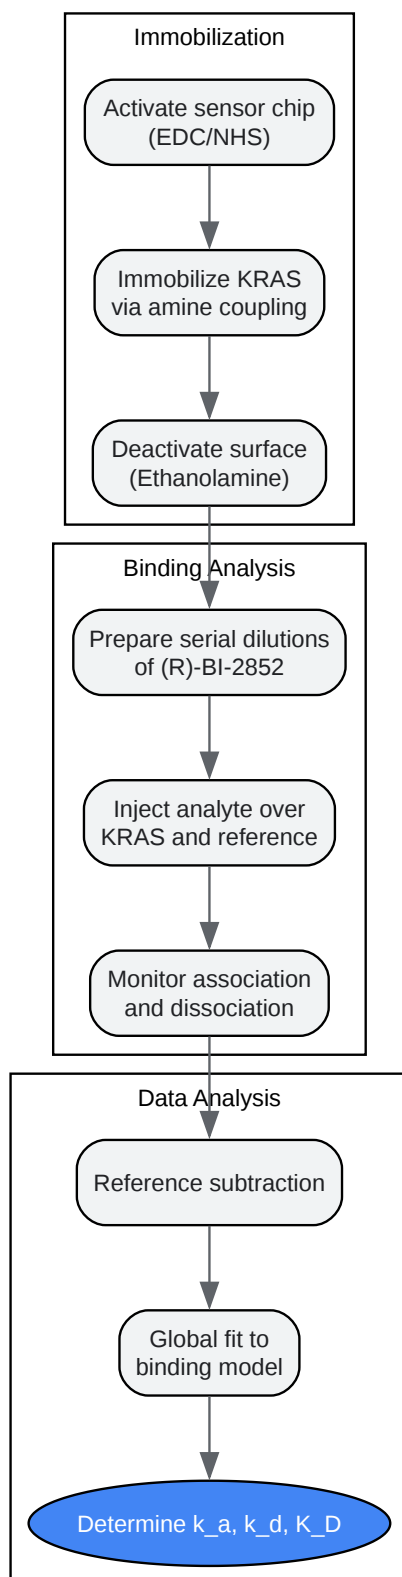 Immobilization
Activate sensor chip
(EDC/NHS)
Immobilize KRAS
via amine coupling
Deactivate surface
(Ethanolamine)
Binding Analysis
Prepare serial dilutions
of (R)-BI-2852
Inject analyte over
KRAS and reference
Monitor association
and dissociation
Data Analysis
Reference subtraction
Global fit to
binding model
Determine k_a, k_d, K_D